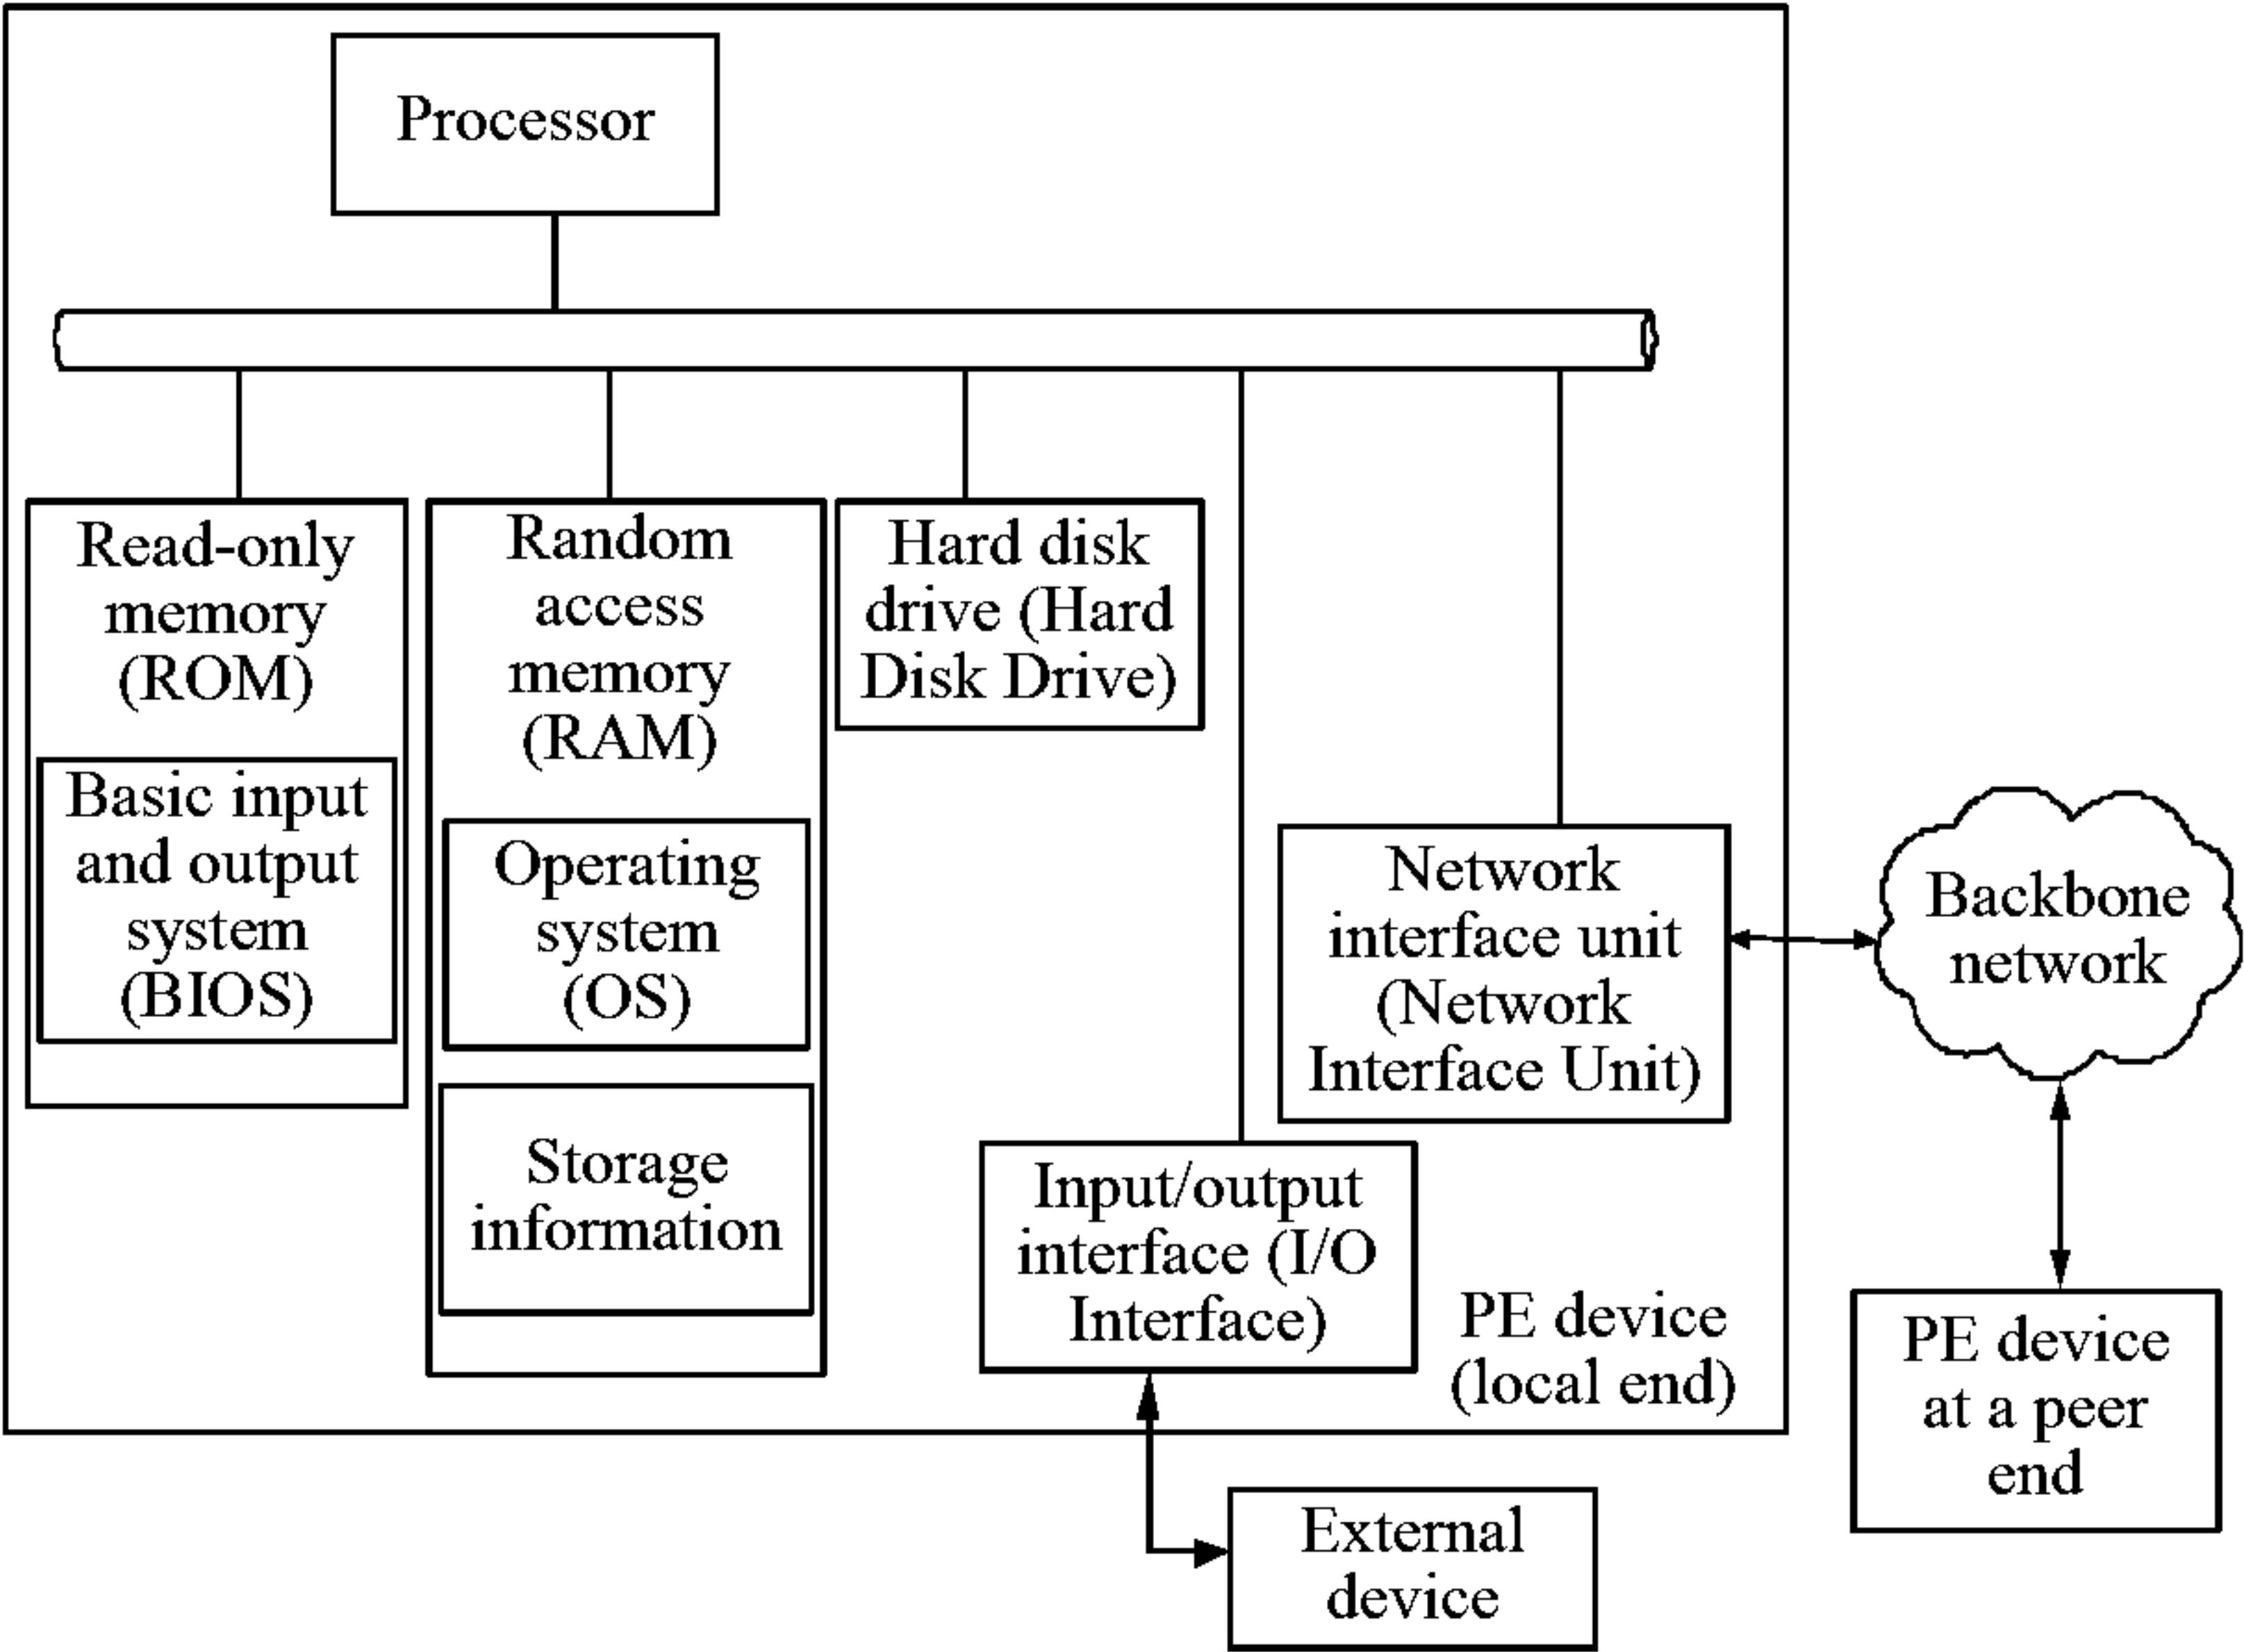 Processor
Read-only
memory
(ROM)
Basic input
and output
system
(BIOS)
Random
access
memory
(RAM)
Operating
system
(OS)
Storage
information
Hard disk
drive (Hard
Disk Drive)
Network
interface unit
(Network
Interface Unit)
Input/output
interface (I/O
Interface)
PE device
(local end)
Backbone
network
PE device
at a peer
end
External
device